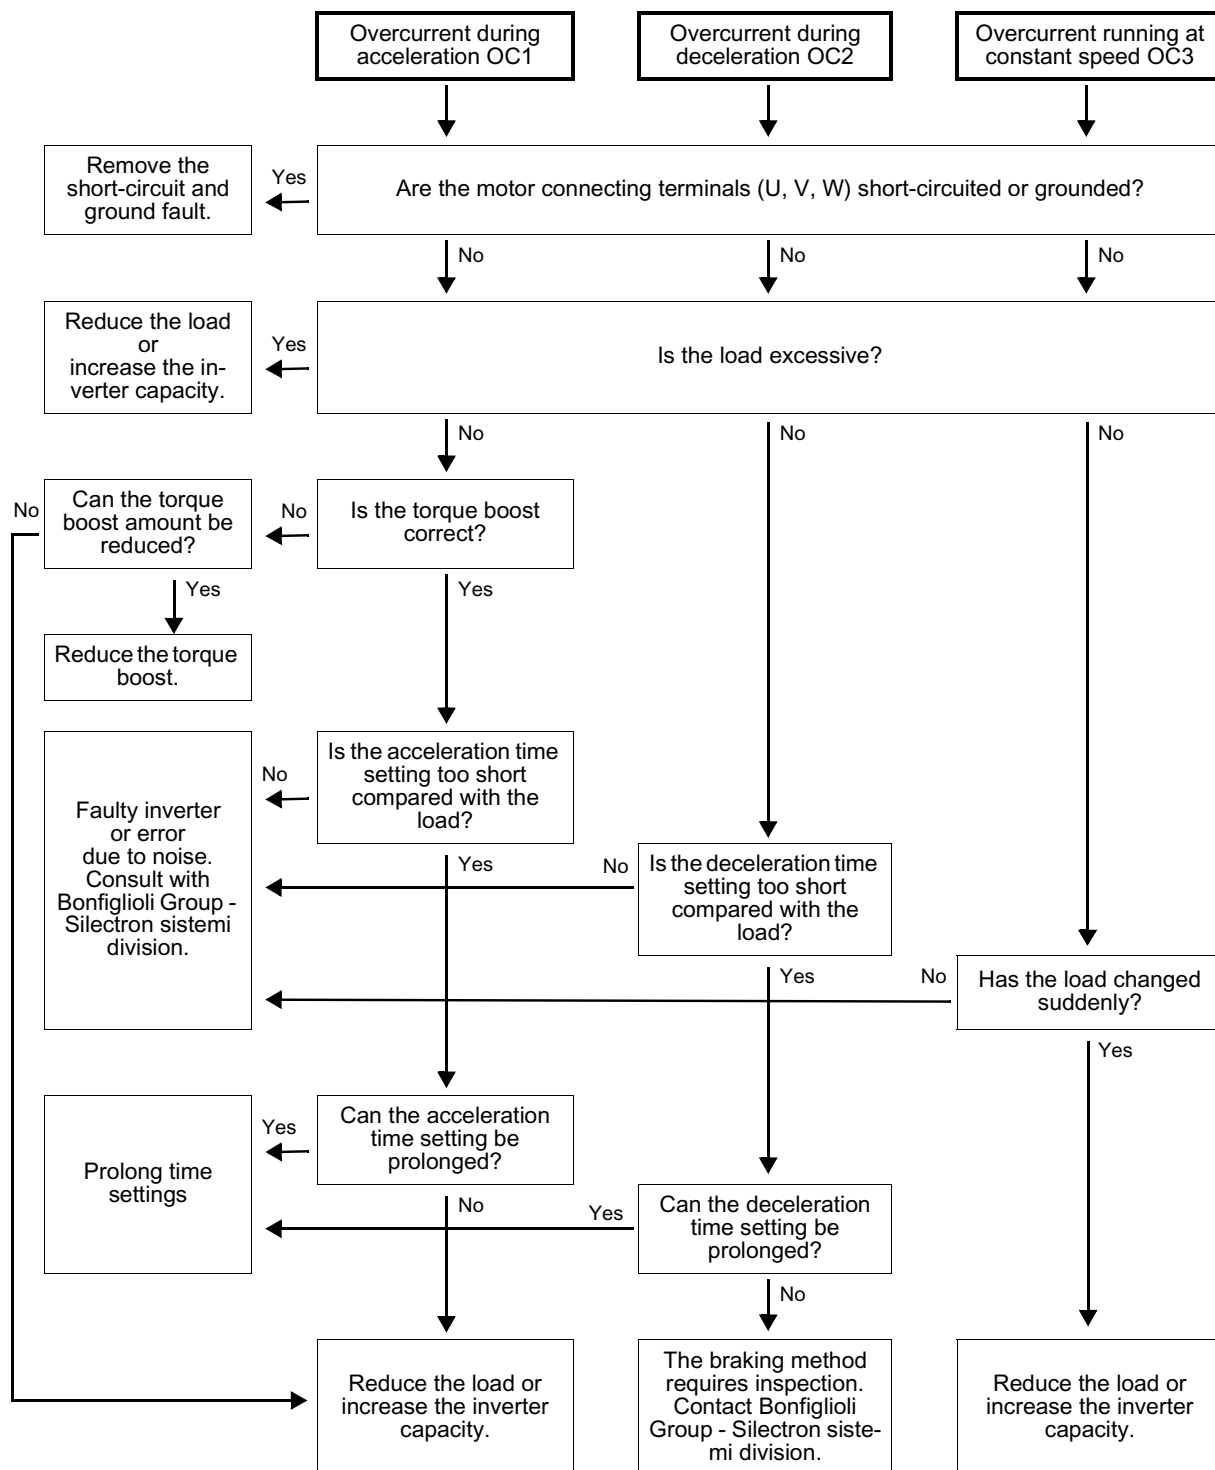 Overcurrent during
acceleration OC1
Overcurrent during
deceleration OC2
Overcurrent running at
constant speed OC3
Remove the
short-circuit and
ground fault.
Yes
Are the motor connecting terminals (U, V, W) short-circuited or grounded?
No
No
No
Reduce the load
or
increase the in-
verter capacity.
Yes
Is the load excessive?
No
No
No
No
Can the torque
boost amount be
reduced?
No
Is the torque boost
correct?
Yes
Yes
Reduce the torque
boost.
Faulty inverter
or error
due to noise.
Consult with
Bonfiglioli Group -
Silectron sistemi
division.
No
Is the acceleration time
setting too short
compared with the
load?
Yes
No
Is the deceleration time
setting too short
compared with the
load?
Yes
No
Has the load changed
suddenly?
Yes
Prolong time
settings
Yes
Can the acceleration
time setting be
prolonged?
No
Yes
Can the deceleration
time setting be
prolonged?
No
Reduce the load or
increase the inverter
capacity.
The braking method
requires inspection.
Contact Bonfiglioli
Group - Silectron siste-
mi division.
Reduce the load or
increase the inverter
capacity.